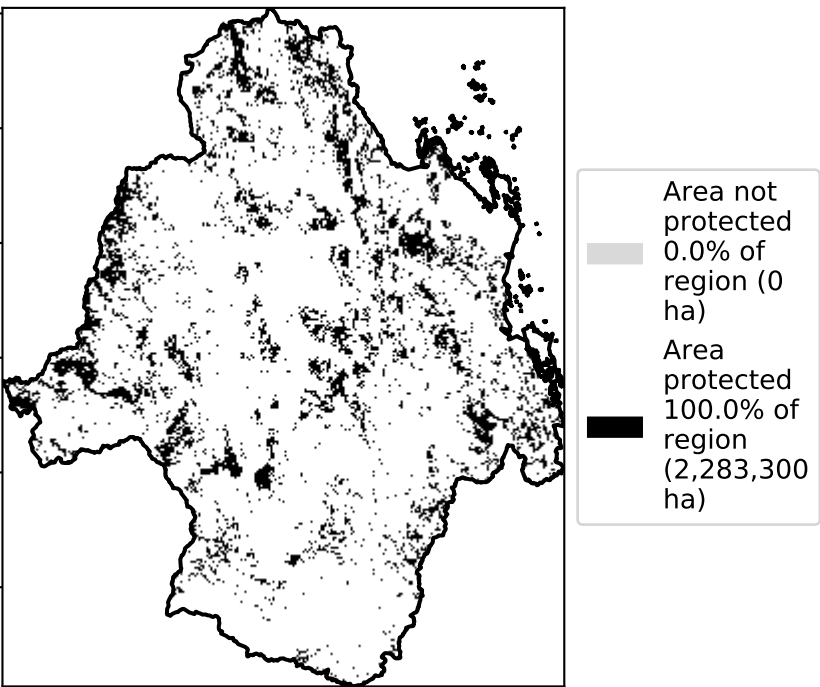 Area not
protected
0.0% of
region (0
ha)
Area
protected
100.0% of
region
(2,283,300
ha)